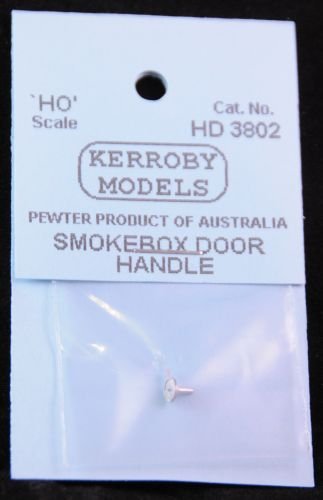 `HO'
Scale
Cat. No.
HD 3802
KERROBY
MODELS
PEWTER PRODUCT OF AUSTRALIA
SMOKEBOX DOOR
HANDLE